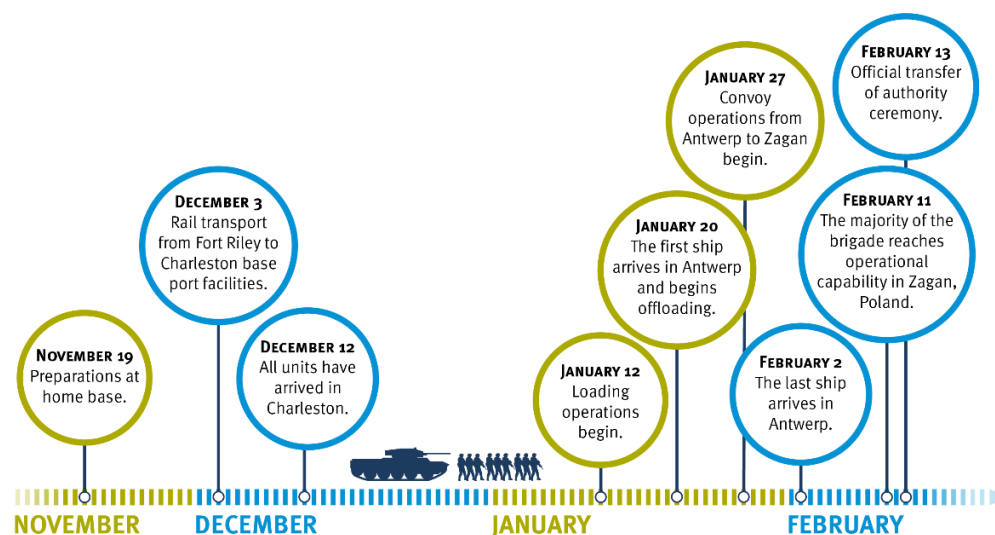 NOVEMBER 19
Preparations at
home base.
DECEMBER 3
Rail transport
from Fort Riley to
Charleston base
port facilities.
DECEMBER 12
All units have
arrived in
Charleston.
JANUARY 12
Loading
operations
begin.
JANUARY 20
The first ship
arrives in Antwerp
and begins
offloading.
JANUARY 27
Convoy
operations from
Antwerp to Zagan
begin.
FEBRUARY 2
The last ship
arrives in
Antwerp.
FEBRUARY 11
The majority of the
brigade reaches
operational
capability in Zagan,
Poland.
FEBRUARY 13
Official transfer
of authority
ceremony.
NOVEMBER
DECEMBER
JANUARY
FEBRUARY